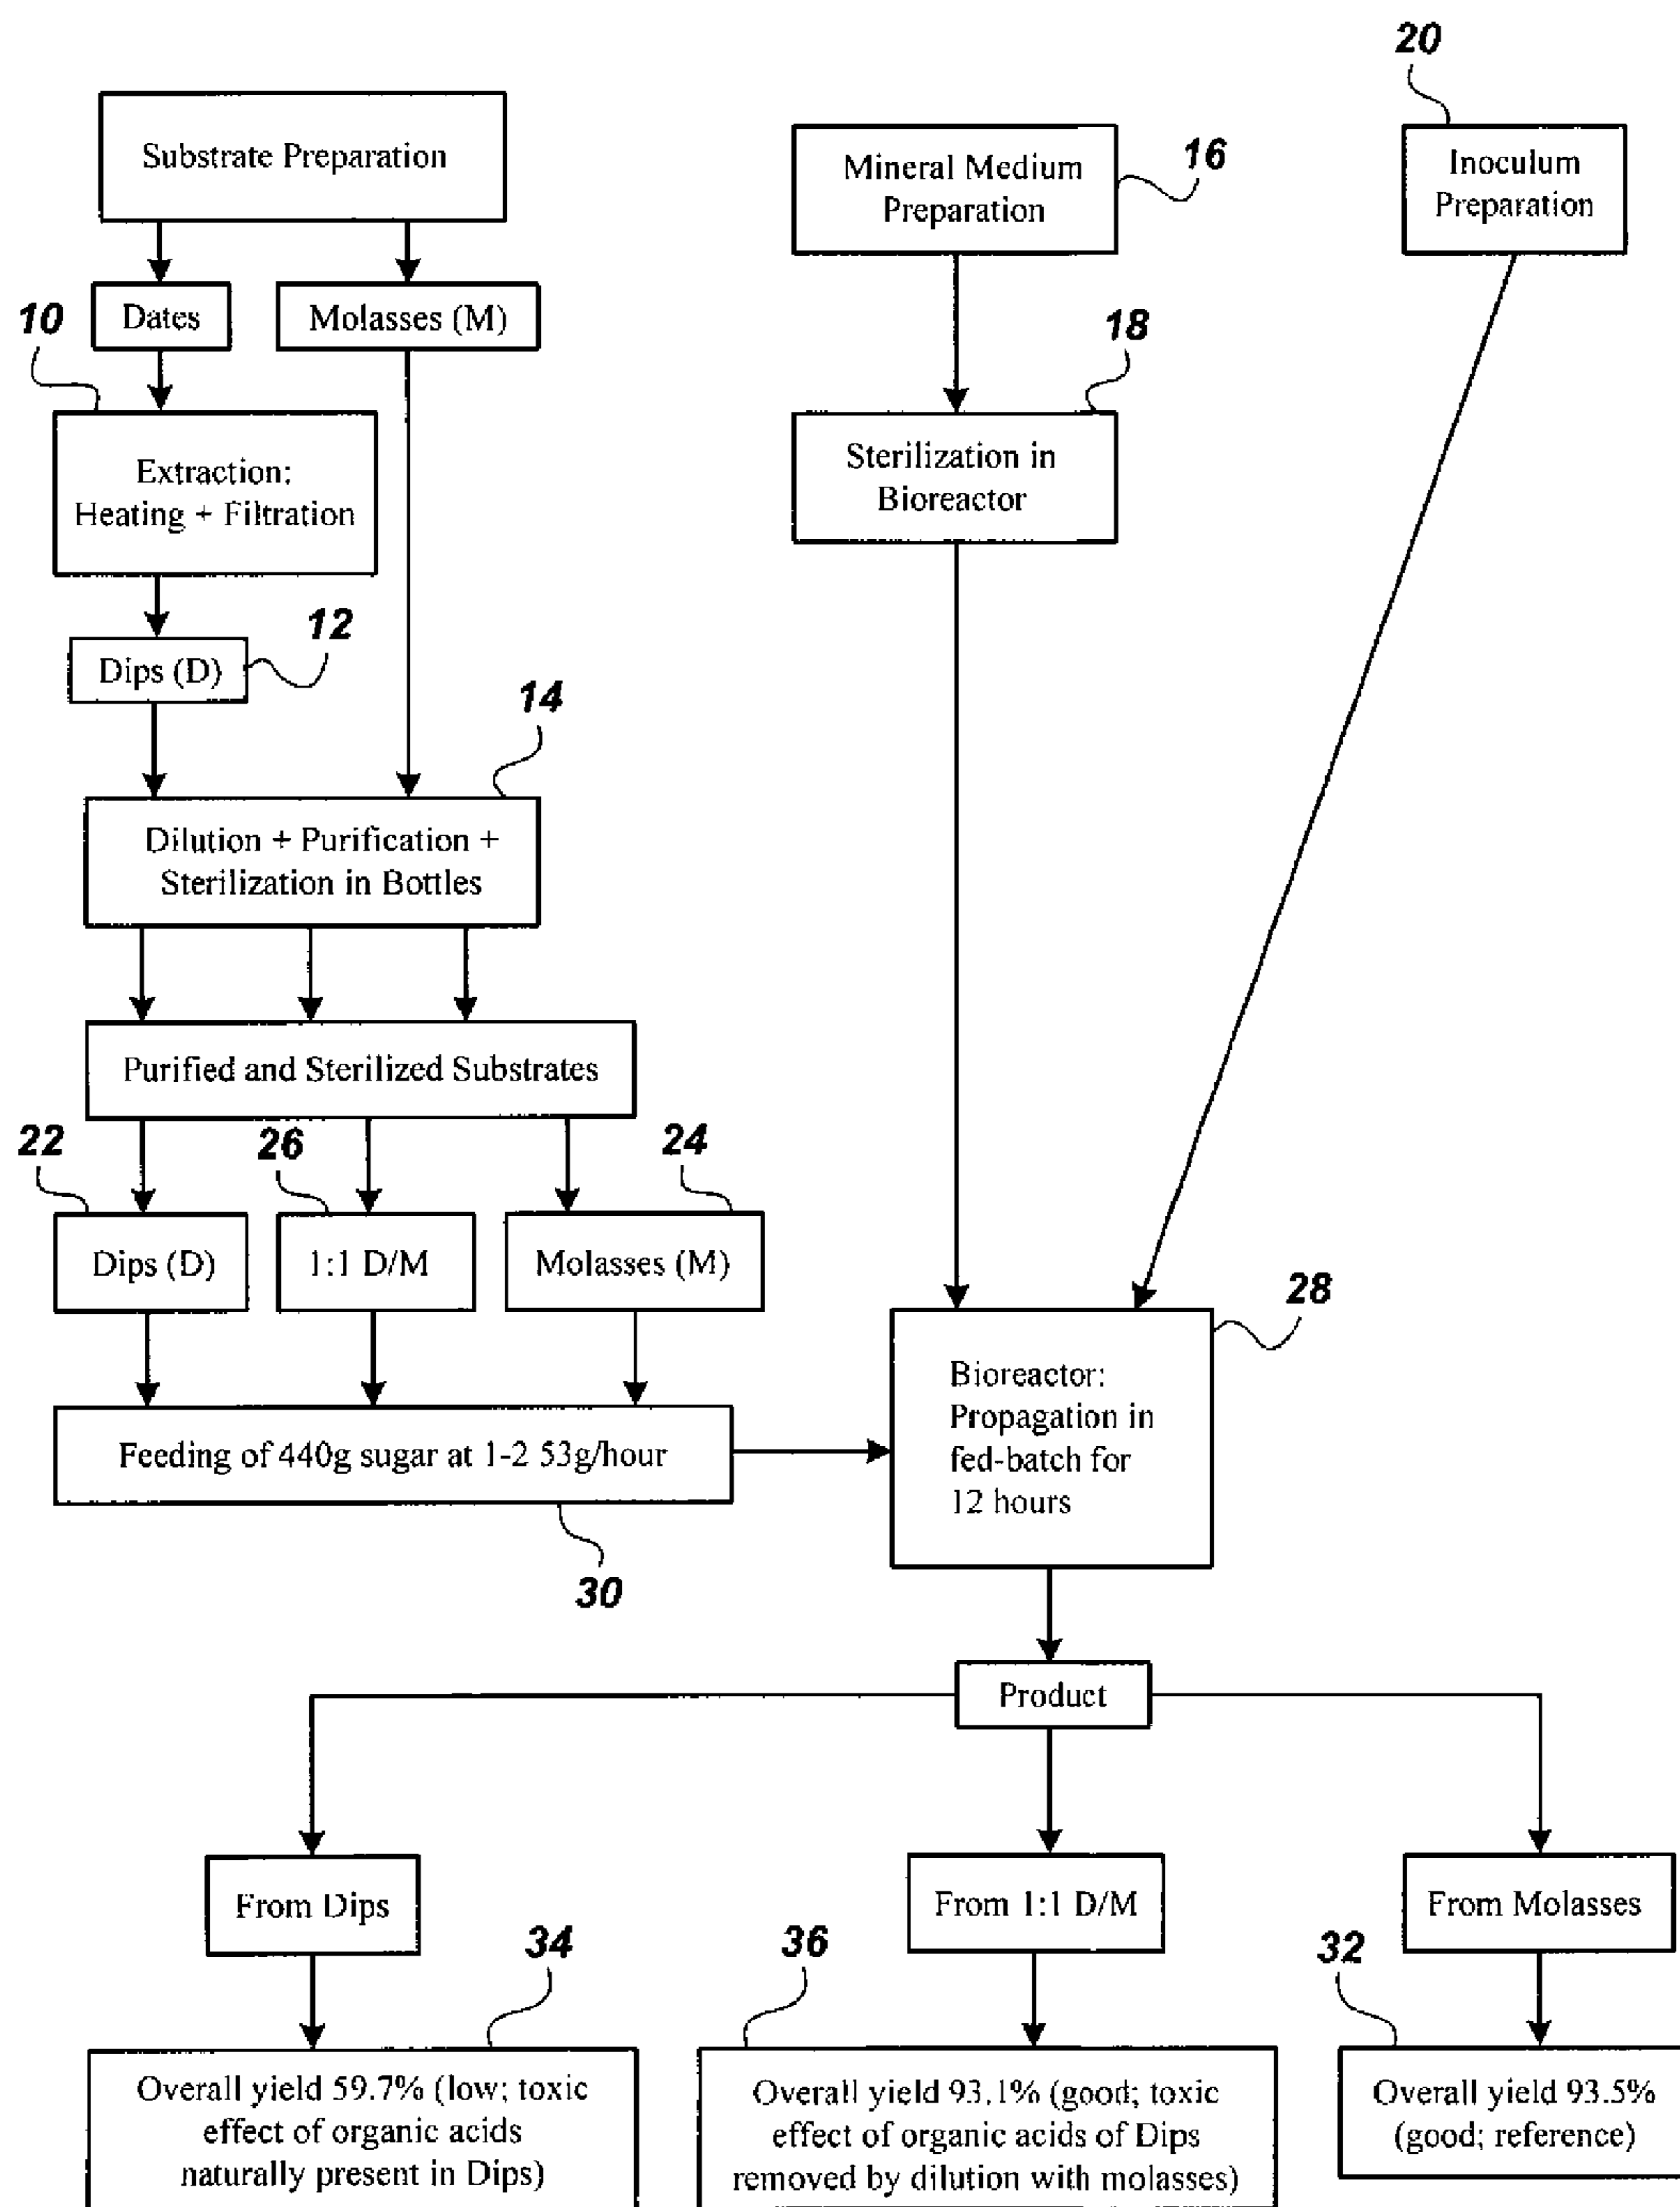 20
Substrate Preparation
Mineral Medium
Preparation
16
Inoculum
Preparation
10
Dates
Molasses (M)
18
Extraction:
Heating + Filtration
Sterilization in
Bioreactor
12
Dips (D)
14
Dilution + Purification +
Sterilization in Bottles
Purified and Sterilized Substrates
22
26
24
Dips (D)
1:1 D/M
Molasses (M)
28
Bioreactor:
Propagation in
fed-batch for
12 hours
Feeding of 440g sugar at 1-2 53g/hour
30
Product
From Dips
From 1:1 D/M
From Molasses
34
36
32
Overall yield 59.7% (low; toxic
effect of organic acids
naturally present in Dips)
Overall yield 93.1% (good; toxic
effect of organic acids of Dips
removed by dilution with molasses)
Overall yield 93.5%
(good; reference)